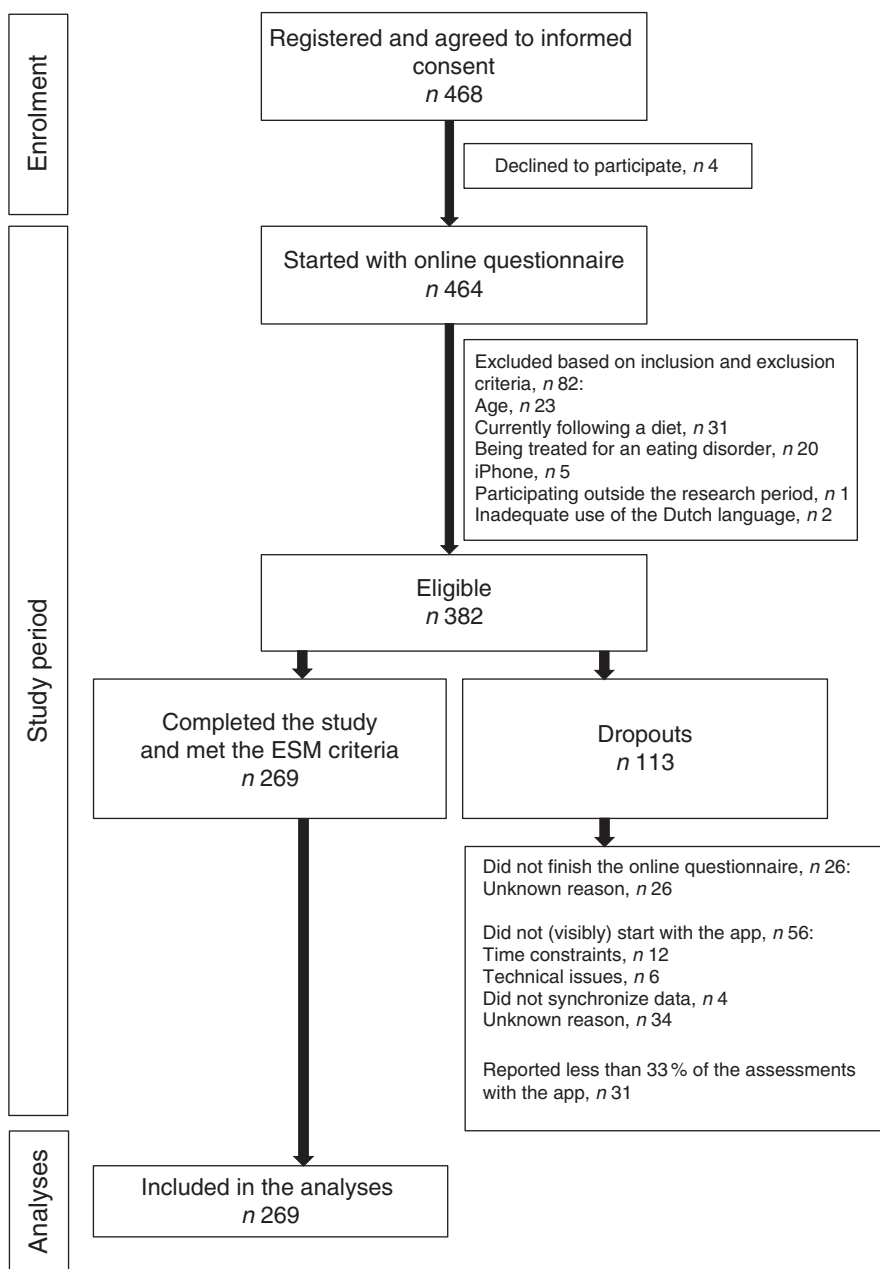 Enrolment
Registered and agreed to informed
consent
n 468
Declined to participate, n 4
Study period
Started with online questionnaire
n 464
Excluded based on inclusion and exclusion
criteria, n 82:
Age, n 23
Currently following a diet, n 31
Being treated for an eating disorder, n 20
iPhone, n 5
Participating outside the research period, n 1
Inadequate use of the Dutch language, n 2
Eligible
n 382
Completed the study
and met the ESM criteria
n 269
Dropouts
n 113
Did not finish the online questionnaire, n 26:
Unknown reason, n 26
Did not (visibly) start with the app, n 56:
Time constraints, n 12
Technical issues, n 6
Did not synchronize data, n 4
Unknown reason, n 34
Reported less than 33 % of the assessments
with the app, n 31
Analyses
Included in the analyses
n 269